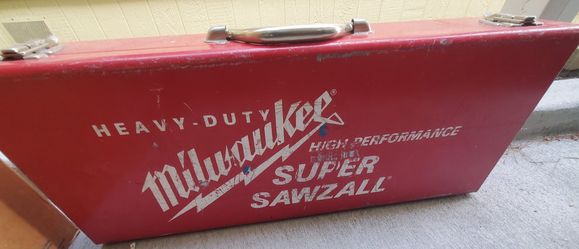 HEAVY-DUTY
Milwaukee®
HIGH PERFORMANCE
SUPER
SAWZALL®